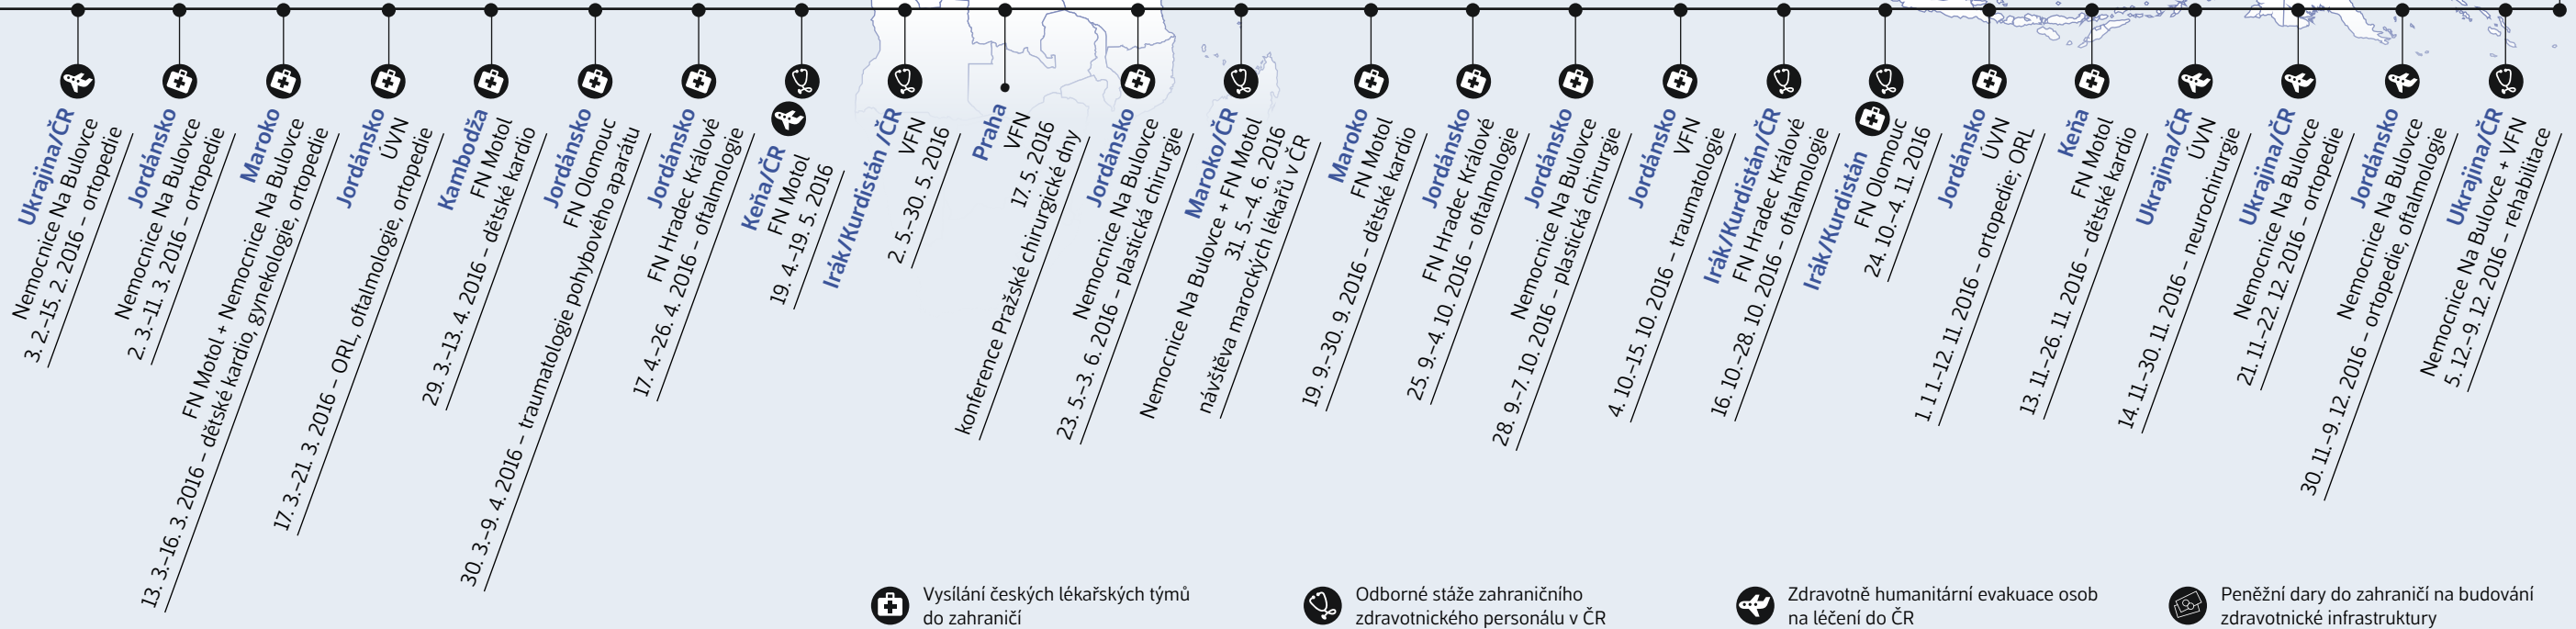 Ukrajina/ČR
Nemocnice Na Bulovce
3. 2.–15. 2. 2016 – ortopedie
Jordánsko
Nemocnice Na Bulovce
2. 3.–11. 3. 2016 – ortopedie
Maroko
FN Motol + Nemocnice Na Bulovce
13. 3.–16. 3. 2016 – dětské kardio, gynekologie, ortopedie
Jordánsko
ÚVN
17. 3.–21. 3. 2016 – ORL, oftalmologie, ortopedie
Kambodža
FN Motol
29. 3.–13. 4. 2016 – dětské kardio
Jordánsko
FN Olomouc
30. 3.–9. 4. 2016 – traumatologie pohybového aparátu
Jordánsko
FN Hradec Králové
17. 4.–26. 4. 2016 – oftalmologie
Keňa/ČR
FN Motol
19. 4.–19. 5. 2016
Irák/Kurdistán /ČR
VFN
2. 5.–30. 5. 2016
Praha
VFN
17. 5. 2016
konference Pražské chirurgické dny
Jordánsko
Nemocnice Na Bulovce
23. 5.–3. 6. 2016 – plastická chirurgie
Maroko/ČR
Nemocnice Na Bulovce + FN Motol
31. 5.–4. 6. 2016
návštěva marockých lékařů v ČR
Maroko
FN Motol
19. 9.–30. 9. 2016 – dětské kardio
Jordánsko
FN Hradec Králové
25. 9.–4. 10. 2016 – oftalmologie
Jordánsko
Nemocnice Na Bulovce
28. 9.–7. 10. 2016 – plastická chirurgie
Jordánsko
VFN
4. 10.–15. 10. 2016 – traumatologie
Irák/Kurdistán/ČR
FN Hradec Králové
16. 10.–28. 10. 2016 – oftalmologie
Irák/Kurdistán
FN Olomouc
24. 10.–4. 11. 2016
Jordánsko
ÚVN
1. 11.–12. 11. 2016 – ortopedie; ORL
Keňa
FN Motol
13. 11.–26. 11. 2016 – dětské kardio
Ukrajina/ČR
ÚVN
14. 11.–30. 11. 2016 – neurochirurgie
Ukrajina/ČR
Nemocnice Na Bulovce
21. 11.–22. 12. 2016 – ortopedie
Jordánsko
Nemocnice Na Bulovce
30. 11.–9. 12. 2016 – ortopedie, oftalmologie
Ukrajina/ČR
Nemocnice Na Bulovce + VFN
5. 12.–9. 12. 2016 – rehabilitace
Vysílání českých lékařských týmů
do zahraničí
Odborné stáže zahraničního
zdravotnického personálu v ČR
Zdravotně humanitární evakuace osob
na léčení do ČR
Peněžní dary do zahraničí na budování
zdravotnické infrastruktury